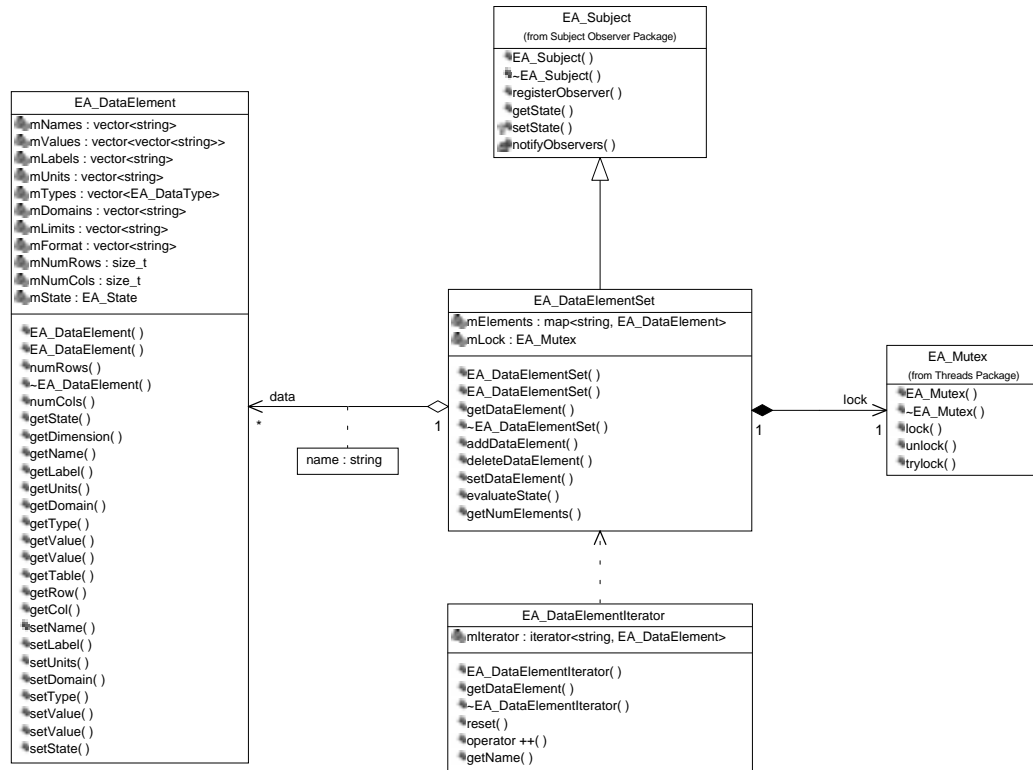 EA_Subject
(from Subject Observer Package)
EA_Subject( )
~EA_Subject( )
registerObserver( )
getState( )
setState( )
notifyObservers( )
EA_DataElement
mNames : vector<string>
mValues : vector<vector<string>>
mLabels : vector<string>
mUnits : vector<string>
mTypes : vector<EA_DataType>
mDomains : vector<string>
mLimits : vector<string>
mFormat : vector<string>
mNumRows : size_t
mNumCols : size_t
mState : EA_State
EA_DataElement( )
EA_DataElement( )
numRows( )
~EA_DataElement( )
numCols( )
getState( )
getDimension( )
getName( )
getLabel( )
getUnits( )
getDomain( )
getType( )
getValue( )
getValue( )
getTable( )
getRow( )
getCol( )
setName( )
setLabel( )
setUnits( )
setDomain( )
setType( )
setValue( )
setValue( )
setState( )
data
*
1
name : string
EA_DataElementSet
mElements : map<string, EA_DataElement>
mLock : EA_Mutex
EA_DataElementSet( )
EA_DataElementSet( )
getDataElement( )
~EA_DataElementSet( )
addDataElement( )
deleteDataElement( )
setDataElement( )
evaluateState( )
getNumElements( )
lock
1
1
EA_Mutex
(from Threads Package)
EA_Mutex( )
~EA_Mutex( )
lock( )
unlock( )
trylock( )
EA_DataElementIterator
mIterator : iterator<string, EA_DataElement>
EA_DataElementIterator( )
getDataElement( )
~EA_DataElementIterator( )
reset( )
operator ++( )
getName( )